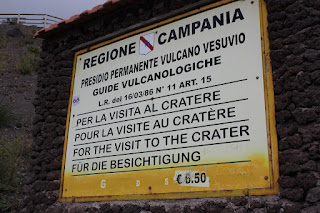 REGIONE CAMPANIA
PRESIDIO PERMANENTE VULCANO VESUVIO
GUIDE VULCANOLOGICHE
L.R. del 16/03/86 N° 11 ART. 15
PER LA VISITA AL CRATERE
POUR LA VISITE AU CRATÈRE
FOR THE VISIT TO THE CRATER
FÜR DIE BESICHTIGUNG
€ 6.50